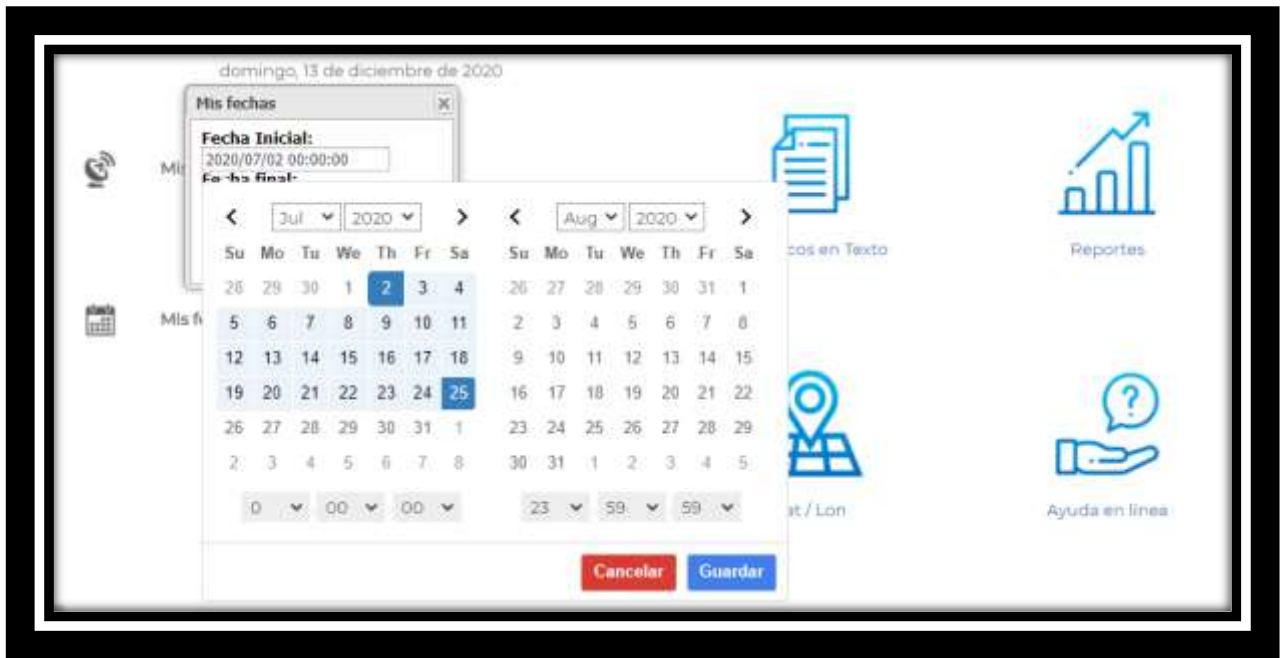 domingo, 13 de diciembre de 2020
Mis fechas
Fecha Inicial:
2020/07/02 00:00:00
Fecha final:
Mis
Mis f
Jul 2020 Aug 2020
Su Mo Tu We Th Fr Sa Su Mo Tu We Th Fr Sa
28 29 30 1 2 3 4 26 27 28 29 30 31 1
5 6 7 8 9 10 11 2 3 4 5 6 7 8
12 13 14 15 16 17 18 9 10 11 12 13 14 15
19 20 21 22 23 24 25 16 17 18 19 20 21 22
26 27 28 29 30 31 1 23 24 25 26 27 28 29
2 3 4 5 6 7 8 30 31 1 2 3 4 5
0 00 00 23 59 59
Cancelar Guardar
cos en Texto
Reportes
at / Lon
Ayuda en línea